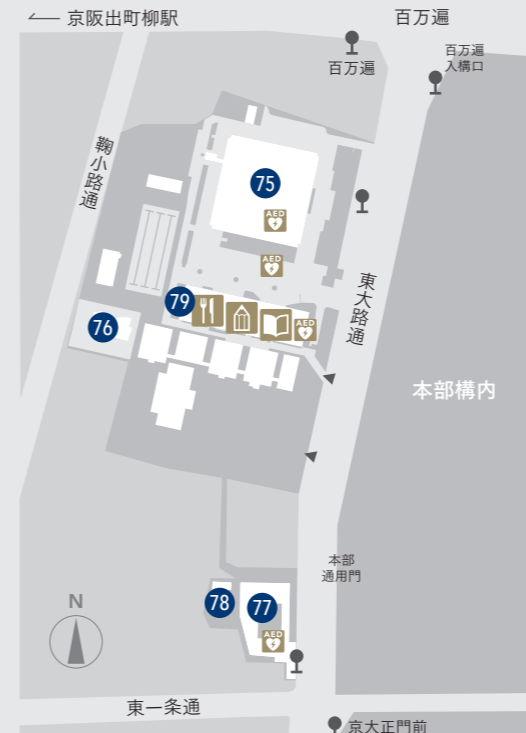 京阪出町柳駅
百万遍
百万遍
百万遍
入構口
鞠小路通
75
AED
AED
東大路通
79
AED
76
本部構内
本部
通用門
78
77
AED
N
東一条通
京大正門前